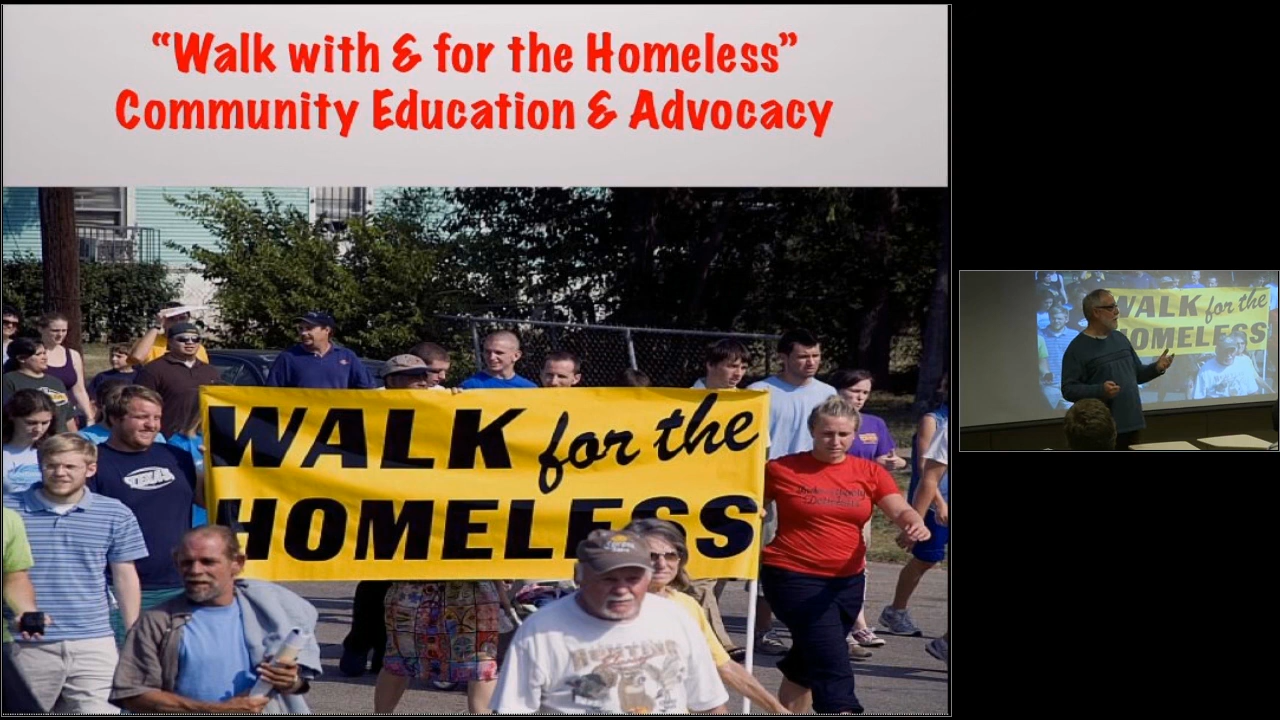 “Walk with & for the Homeless”
Community Education & Advocacy
WALK for the
HOMELESS
WALK for the
HOMELESS